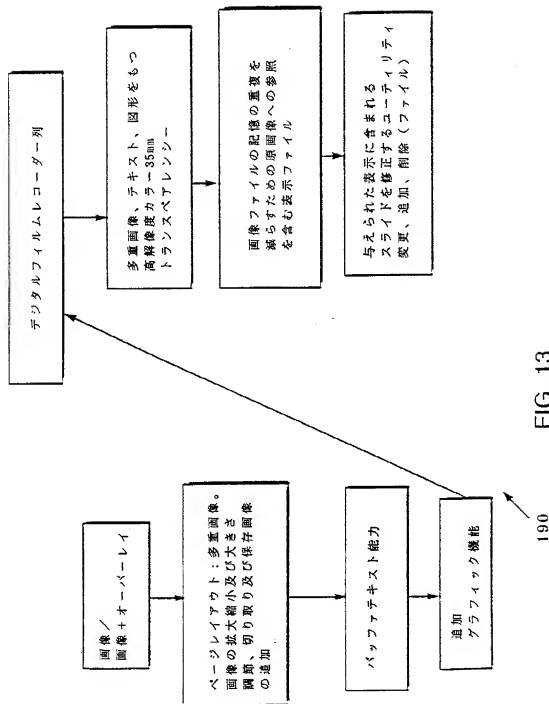 画像/
画像+オーバーレイ
ページレイアウト:多重画像。
画像の拡大縮小及び大きさ
調節、切り取り及び保存画像
の追加
バッファテキスト能力
追加
グラフィック機能
デジタルフィルムレコーダー列
多重画像、テキスト、図形をもつ
高解像度カラー35mm
トランスペアレンシー
画像ファイルの記憶の重複を
減らすための原画像への参照
を含む表示ファイル
与えられた表示に含まれる
スライドを修正するユーティリティ
変更、追加、削除(ファイル)
190
FIG. 13